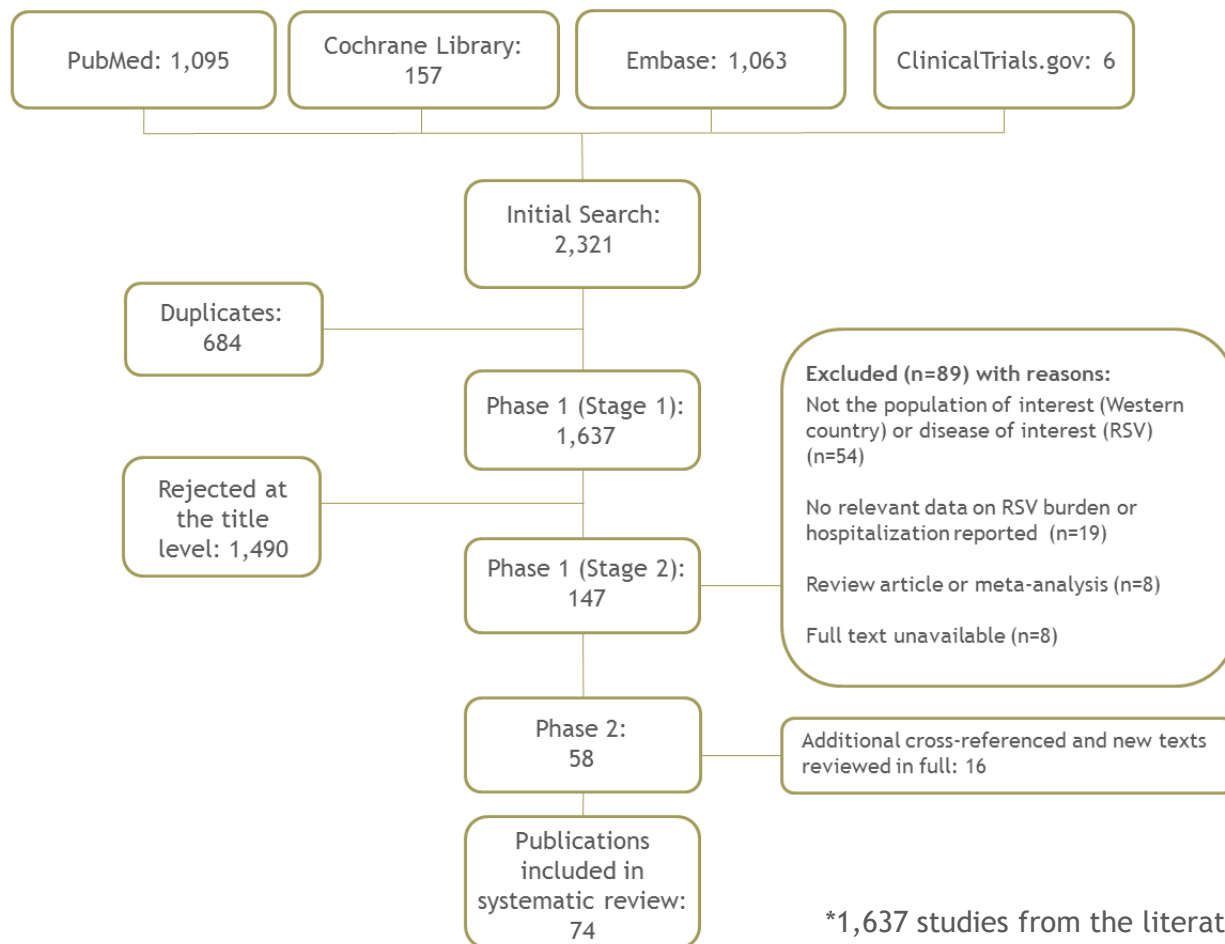 PubMed: 1,095
Cochrane Library:
157
Embase: 1,063
ClinicalTrials.gov: 6
Initial Search:
2,321
Duplicates:
684
Phase 1 (Stage 1):
1,637
Rejected at
the title
level: 1,490
Phase 1 (Stage 2):
147
Excluded (n=89) with reasons:
Not the population of interest (Western
country) or disease of interest (RSV)
(n=54)
No relevant data on RSV burden or
hospitalization reported (n=19)
Review article or meta-analysis (n=8)
Full text unavailable (n=8)
Phase 2:
58
Additional cross-referenced and new texts
reviewed in full: 16
Publications
included in
systematic review:
74
*1,637 studies from the literat